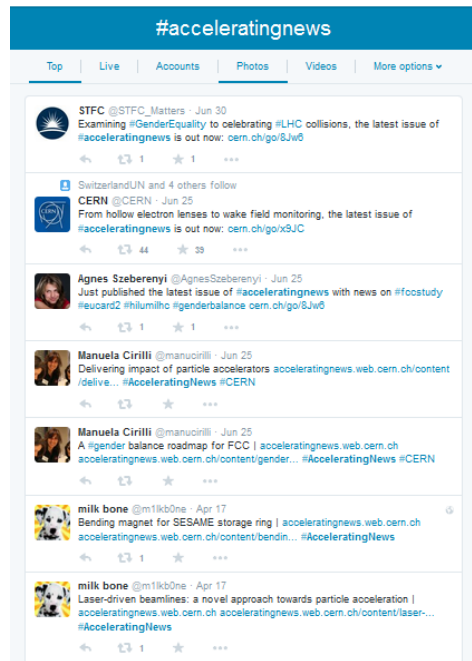 #acceleratingnews
Top Live Accounts Photos Videos More options
STFC @STFC_Matters · Jun 30
Examining #GenderEquality to celebrating #LHC collisions, the latest issue of
#acceleratingnews is out now: cern.ch/go/8Jw6
1 1
SwitzerlandUN and 4 others follow
CERN @CERN · Jun 25
From hollow electron lenses to wake field monitoring, the latest issue of
#acceleratingnews is out now: cern.ch/go/x9JC
44 39
Agnes Szeberenyi @AgnesSzeberenyi · Jun 25
Just published the latest issue of #acceleratingnews with news on #fccstudy
#eucard2 #hilumilhc #genderbalance cern.ch/go/8Jw6
1 1
Manuela Cirilli @manucirilli · Jun 25
Delivering impact of particle accelerators acceleratingnews.web.cern.ch/content
/delive... #AcceleratingNews #CERN
Manuela Cirilli @manucirilli · Jun 25
A #gender balance roadmap for FCC | acceleratingnews.web.cern.ch
acceleratingnews.web.cern.ch/content/gender... #AcceleratingNews #CERN
milk bone @m1lkb0ne · Apr 17
Bending magnet for SESAME storage ring | acceleratingnews.web.cern.ch
acceleratingnews.web.cern.ch/content/bendin... #AcceleratingNews
1
milk bone @m1lkb0ne · Apr 17
Laser-driven beamlines: a novel approach towards particle acceleration |
acceleratingnews.web.cern.ch acceleratingnews.web.cern.ch/content/laser-...
#AcceleratingNews
1